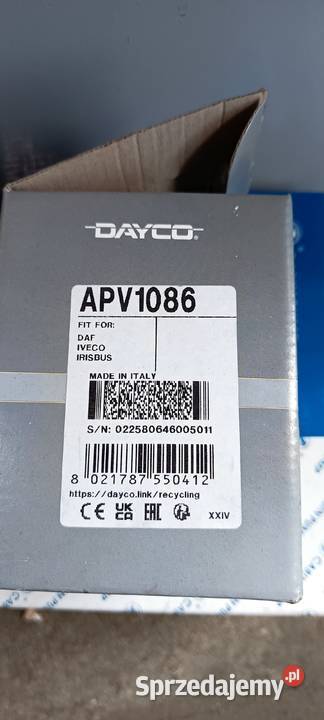 DAYCO
APV1086
FIT FOR:
DAF
IVECO
IRISBUS
MADE IN ITALY
S/N: 022580646005011
8 021787 550412
https://dayco.link/recycling
CE UK CA EAC
XXIV
Sprzedajemy.pl